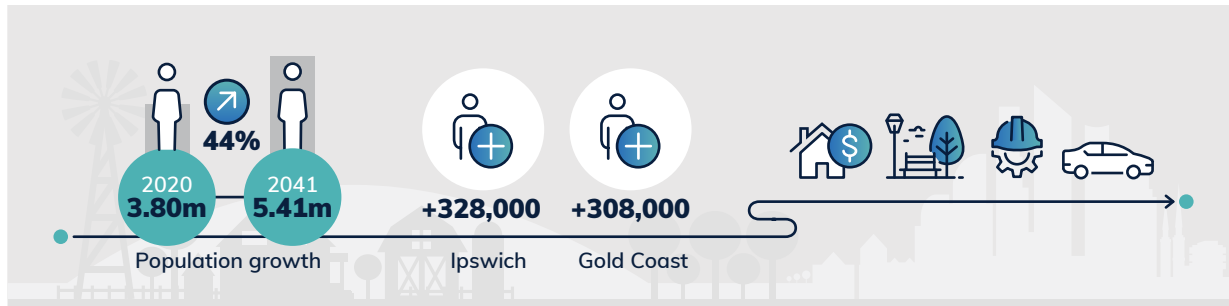 44%
2020
3.80m
2041
5.41m
Population growth
+328,000
Ipswich
+308,000
Gold Coast
$